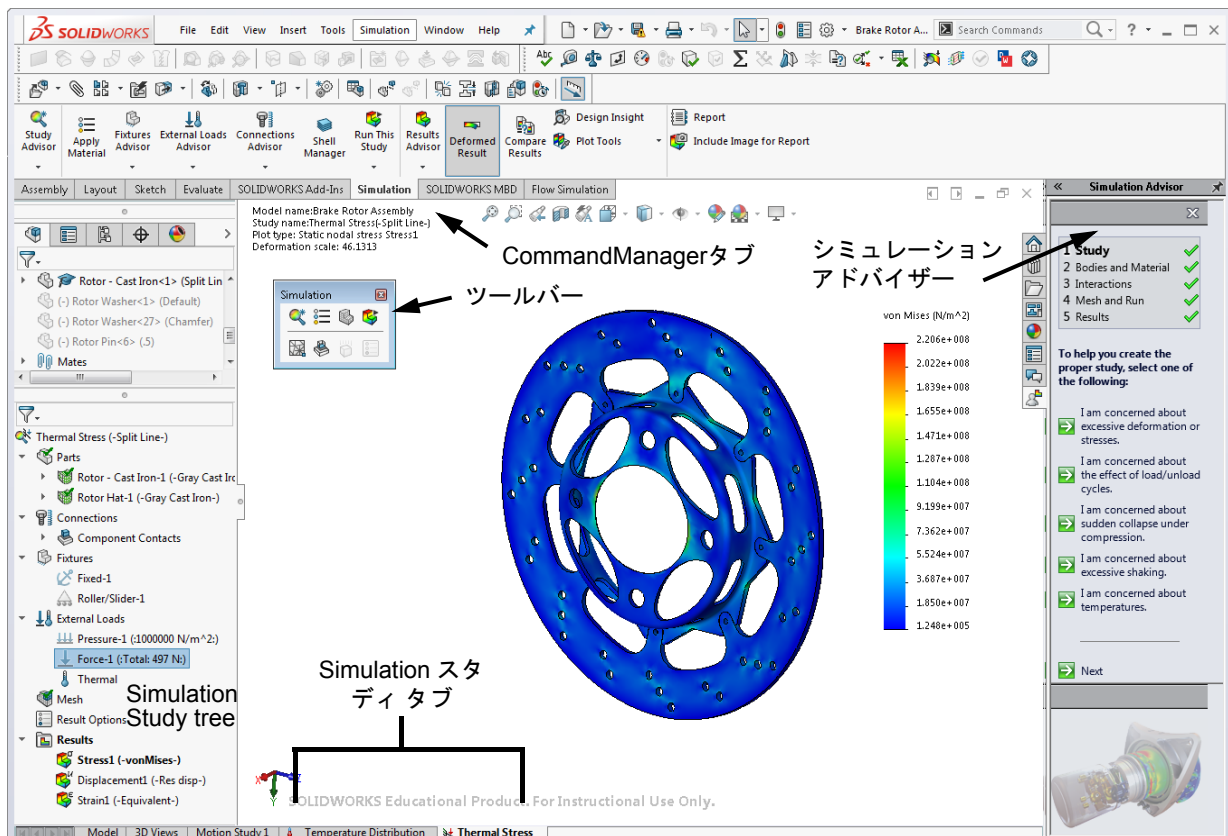 SOLIDWORKS File Edit View Insert Tools Simulation Window Help Brake Rotor A... Search Commands
Study Advisor
Apply Material
Fixtures Advisor
External Loads Advisor
Connections Advisor
Shell Manager
Run This Study
Results Advisor
Deformed Result
Compare Results
Design Insight
Plot Tools
Report
Include Image for Report
Assembly Layout Sketch Evaluate SOLIDWORKS Add-Ins Simulation SOLIDWORKS MBD Flow Simulation
Model name:Brake Rotor Assembly
Study name:Thermal Stress(-Split Line-)
Plot type: Static nodal stress Stress1
Deformation scale: 46.1313
CommandManagerタブ
シミュレーション
アドバイザー
Simulation
ツールバー
Rotor - Cast Iron<1> (Split Lin
(-) Rotor Washer<1> (Default)
(-) Rotor Washer<27> (Chamfer)
(-) Rotor Pin<6> (.5)
Mates
Thermal Stress (-Split Line-)
Parts
Rotor - Cast Iron-1 (-Gray Cast Irc
Rotor Hat-1 (-Gray Cast Iron-)
Connections
Component Contacts
Fixtures
Fixed-1
Roller/Slider-1
External Loads
Pressure-1 (:1000000 N/m^2:)
Force-1 (:Total: 497 N:)
Thermal
Mesh
Result Options
Results
Stress1 (-vonMises-)
Displacement1 (-Res disp-)
Strain1 (-Equivalent-)
Simulation
Study tree
Simulation スタ
ディ タブ
von Mises (N/m^2)
2.206e+008
2.022e+008
1.839e+008
1.655e+008
1.471e+008
1.287e+008
1.104e+008
9.199e+007
7.362e+007
5.524e+007
3.687e+007
1.850e+007
1.248e+005
X
Y
Z
SOLIDWORKS Educational Product. For Instructional Use Only.
Simulation Advisor
1 Study
2 Bodies and Material
3 Interactions
4 Mesh and Run
5 Results
To help you create the
proper study, select one of
the following:
I am concerned about
excessive deformation or
stresses.
I am concerned about
the effect of load/unload
cycles.
I am concerned about
sudden collapse under
compression.
I am concerned about
excessive shaking.
I am concerned about
temperatures.
Next
Model 3D Views Motion Study 1 Temperature Distribution Thermal Stress